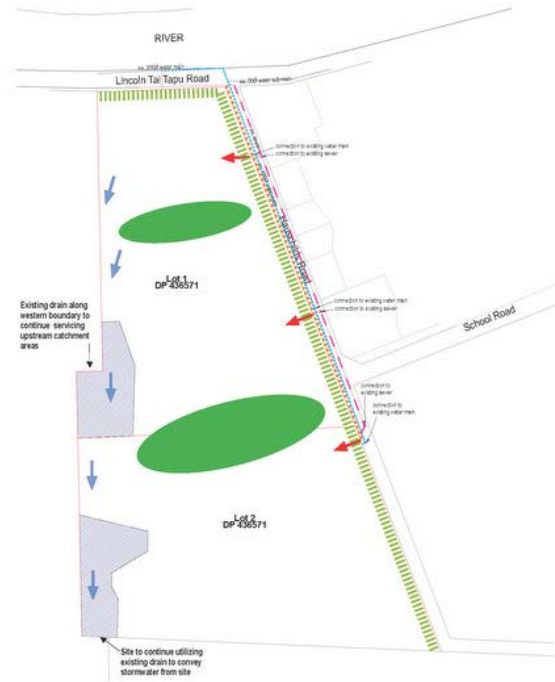 RIVER
Lincoln Tai Tapu Road
connection to existing water main
connection to existing sewer
Lot 1
DP 436571
Existing drain along
western boundary to
continue servicing
upstream catchment
areas
connection to existing water main
connection to existing sewer
School Road
connection to
existing sewer
connection to
existing water main
Lot 2
DP 436571
Site to continue utilizing
existing drain to convey
stormwater from site